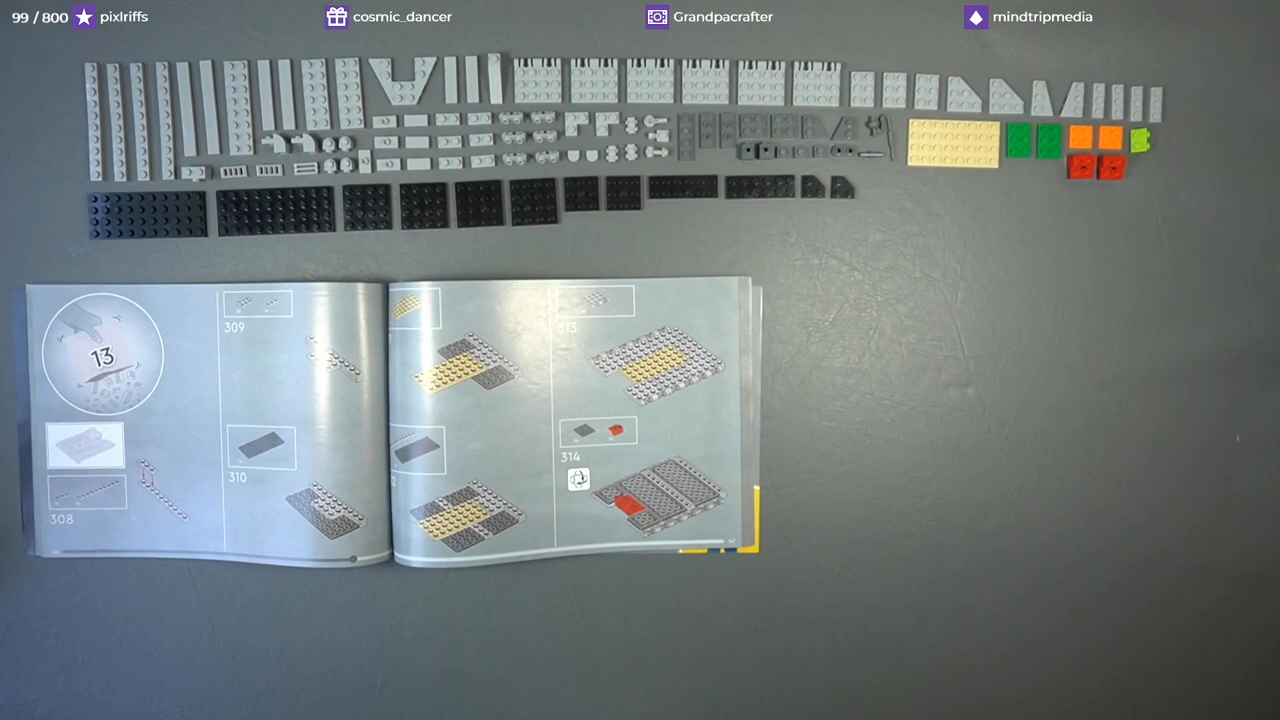 99 / 800
pixlriffs
cosmic_dancer
Grandpacrafter
mindtripmedia
13
308
309
310
313
314